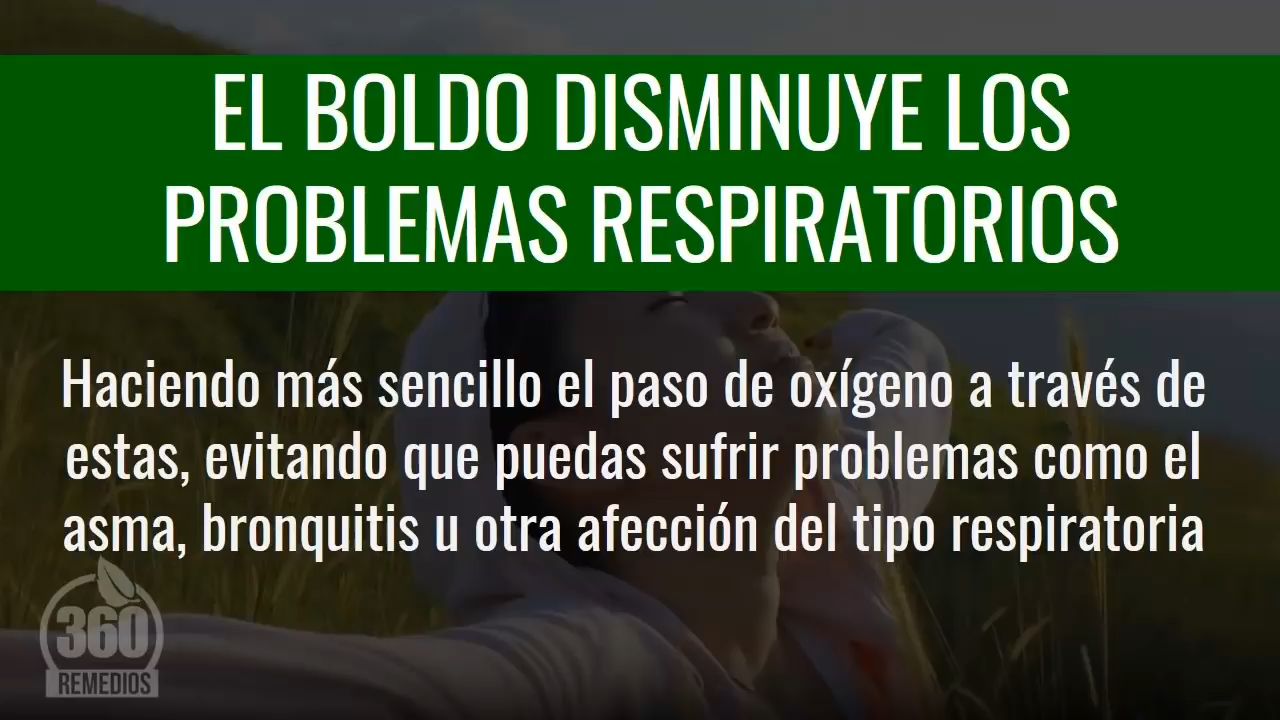 EL BOLDO DISMINUYE LOS
PROBLEMAS RESPIRATORIOS
Haciendo más sencillo el paso de oxígeno a través de
estas, evitando que puedas sufrir problemas como el
asma, bronquitis u otra afección del tipo respiratoria
360
REMEDIOS